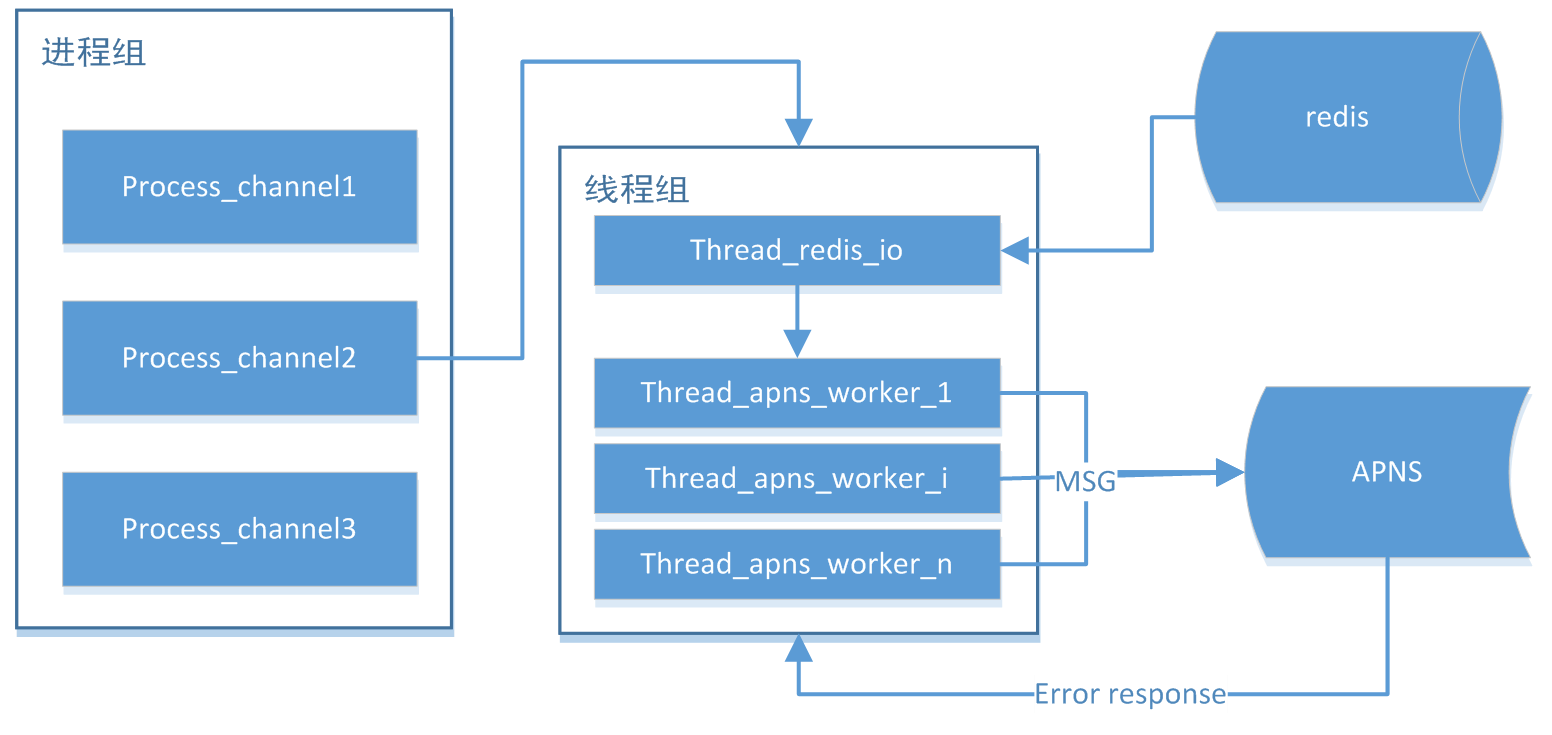 进程组
Process_channel1
Process_channel2
Process_channel3
线程组
Thread_redis_io
Thread_apns_worker_1
Thread_apns_worker_i
Thread_apns_worker_n
MSG
redis
APNS
Error response